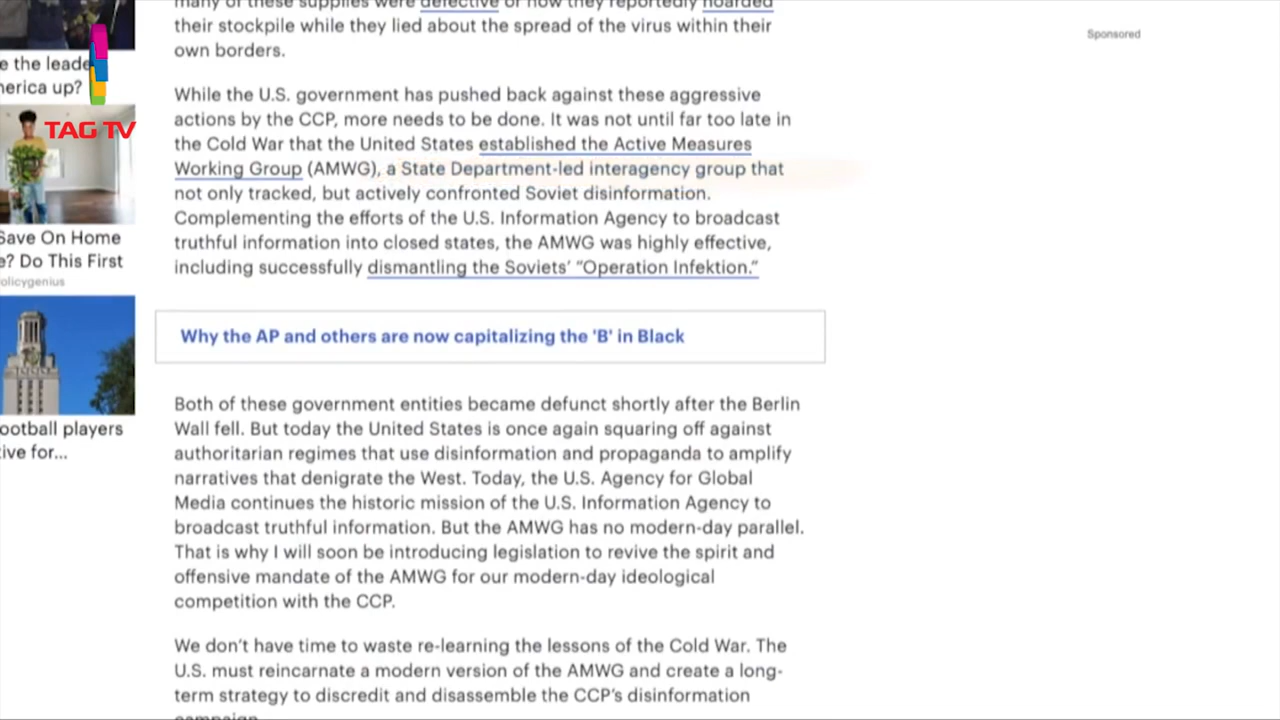 many of these supplies were defective or how they reportedly hoarded
their stockpile while they lied about the spread of the virus within their
own borders.
Sponsored
e the leade
nerica up?
TAG TV
While the U.S. government has pushed back against these aggressive
actions by the CCP, more needs to be done. It was not until far too late in
the Cold War that the United States established the Active Measures
Working Group (AMWG), a State Department-led interagency group that
not only tracked, but actively confronted Soviet disinformation.
Complementing the efforts of the U.S. Information Agency to broadcast
truthful information into closed states, the AMWG was highly effective,
including successfully dismantling the Soviets’ “Operation Infektion.”
Save On Home
e? Do This First
olicygenius
Why the AP and others are now capitalizing the 'B' in Black
ootball players
tive for...
Both of these government entities became defunct shortly after the Berlin
Wall fell. But today the United States is once again squaring off against
authoritarian regimes that use disinformation and propaganda to amplify
narratives that denigrate the West. Today, the U.S. Agency for Global
Media continues the historic mission of the U.S. Information Agency to
broadcast truthful information. But the AMWG has no modern-day parallel.
That is why I will soon be introducing legislation to revive the spirit and
offensive mandate of the AMWG for our modern-day ideological
competition with the CCP.
We don’t have time to waste re-learning the lessons of the Cold War. The
U.S. must reincarnate a modern version of the AMWG and create a long-
term strategy to discredit and disassemble the CCP’s disinformation